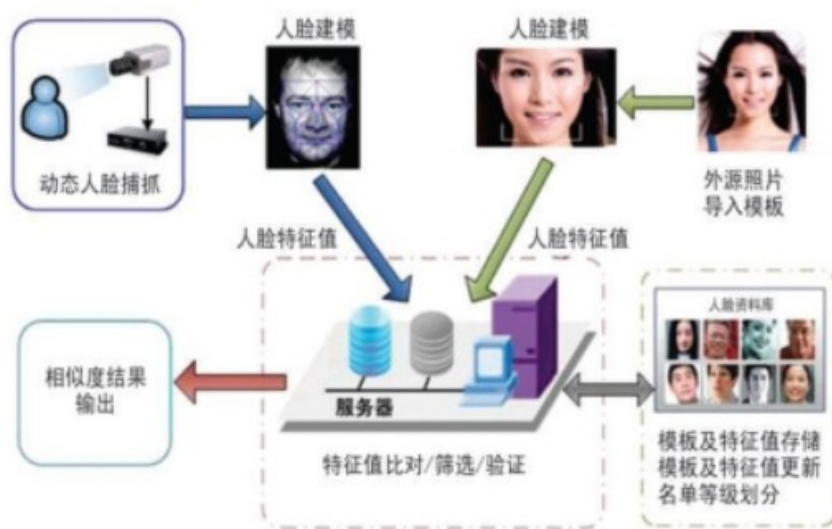 人脸建模
人脸建模
动态人脸捕抓
外源照片
导入模板
人脸特征值
人脸特征值
人脸资料库
相似度结果
输出
服务器
特征值比对/筛选/验证
模板及特征值存储
模板及特征值更新
名单等级划分